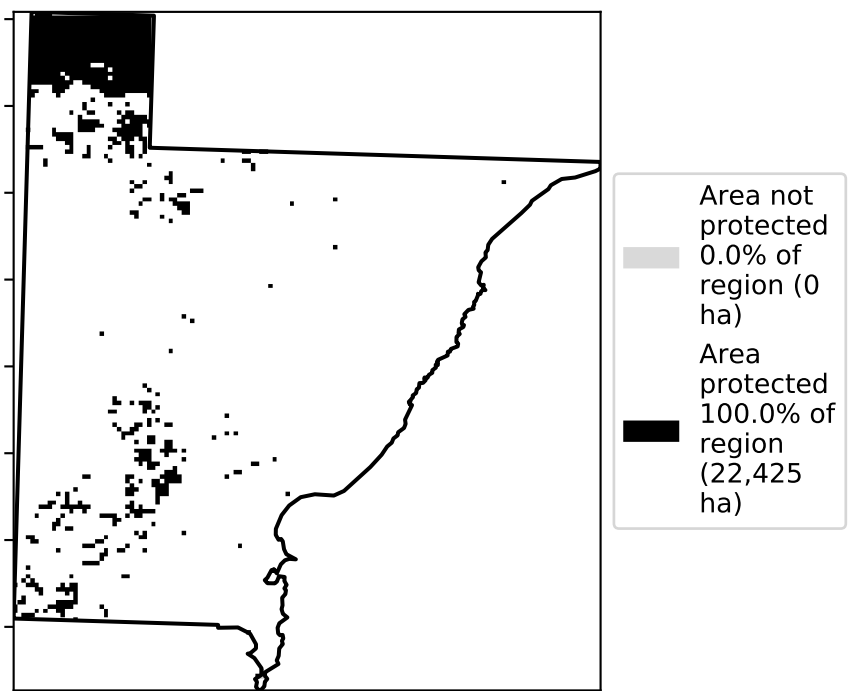 Area not
protected
0.0% of
region (0
ha)
Area
protected
100.0% of
region
(22,425
ha)